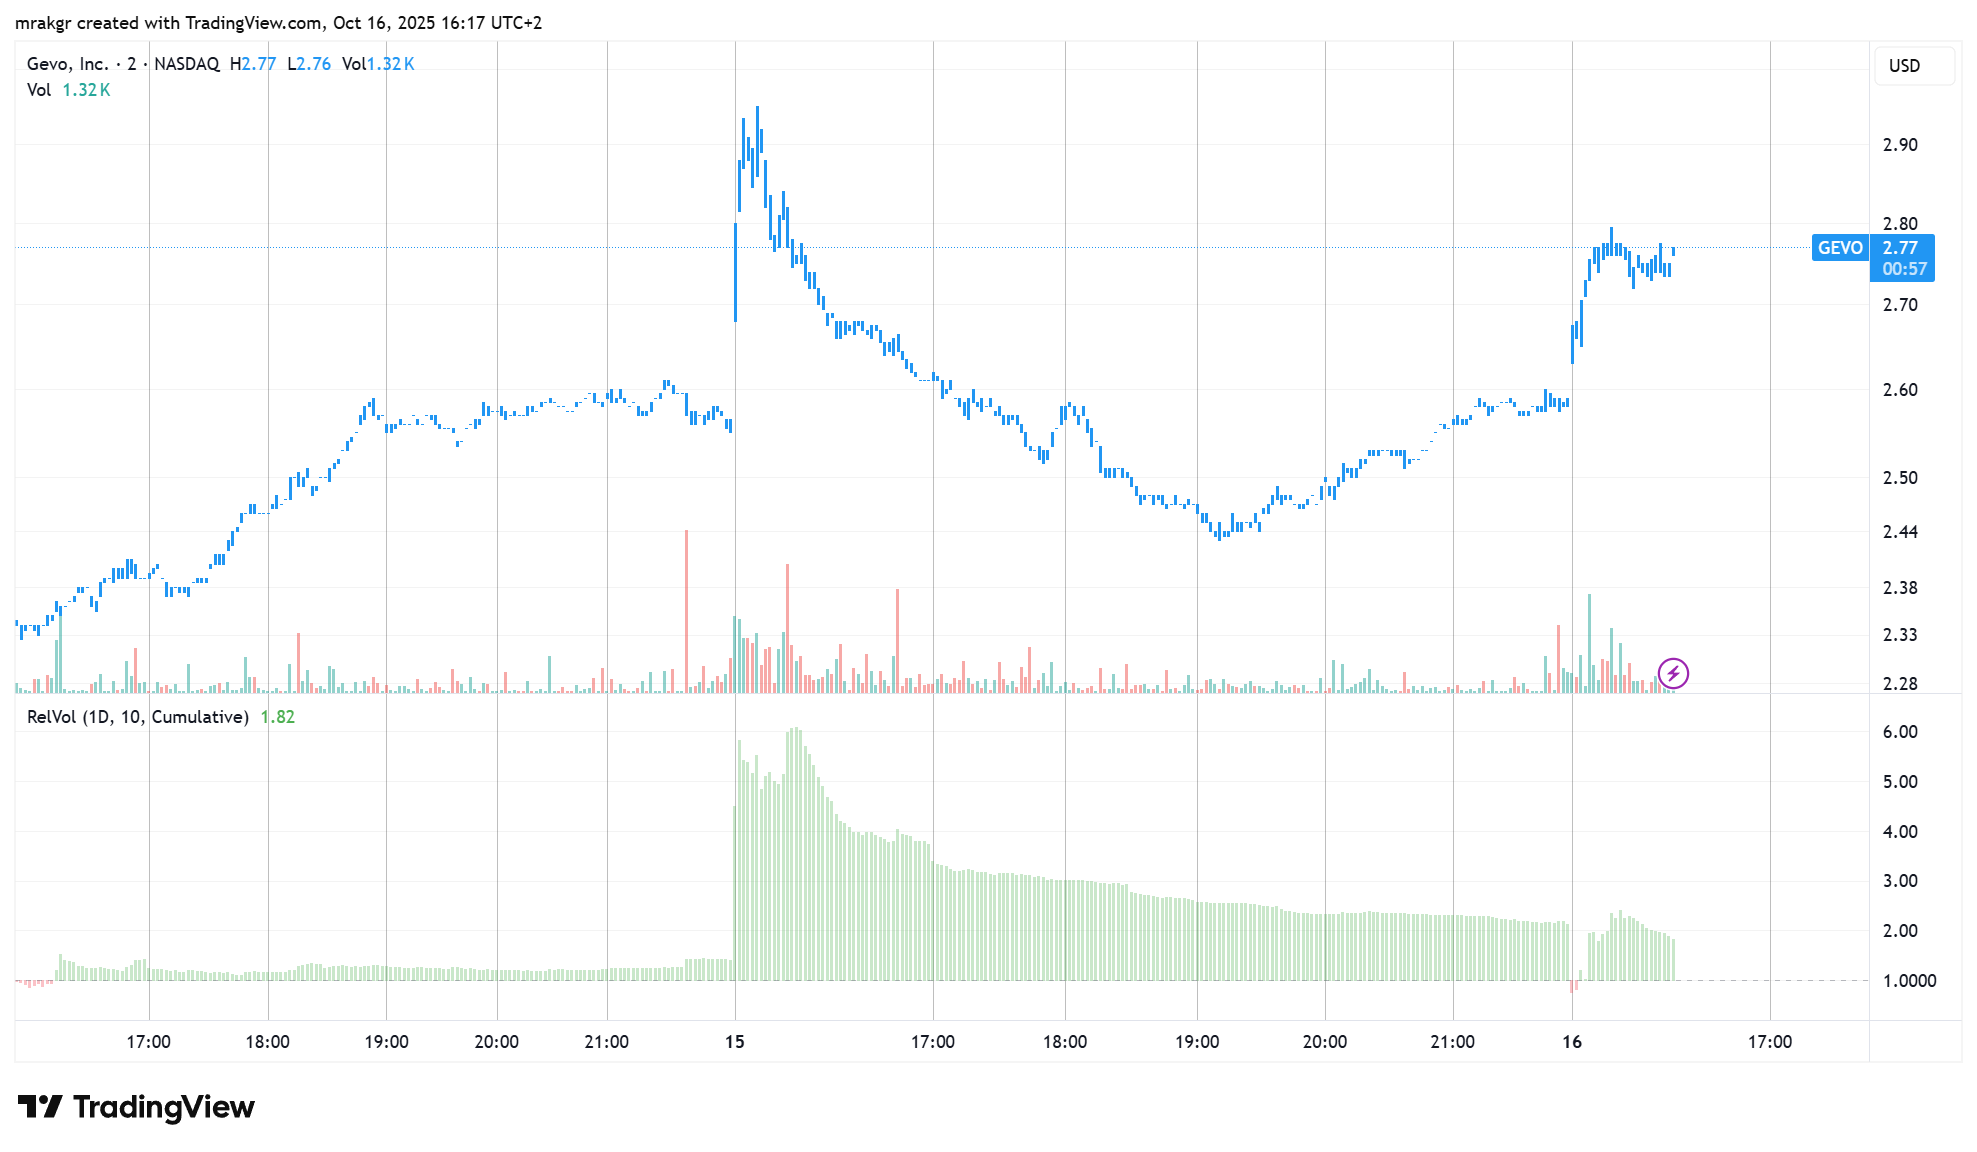 mrakgr created with TradingView.com, Oct 16, 2025 16:17 UTC+2
Gevo, Inc. · 2 · NASDAQ H2.77 L2.76 Vol1.32 K
Vol 1.32 K
USD
2.90
2.80
GEVO 2.77
00:57
2.70
2.60
2.50
2.44
2.38
2.33
2.28
RelVol (1D, 10, Cumulative) 1.82
6.00
5.00
4.00
3.00
2.00
1.0000
17:00 18:00 19:00 20:00 21:00 15 17:00 18:00 19:00 20:00 21:00 16 17:00
TradingView